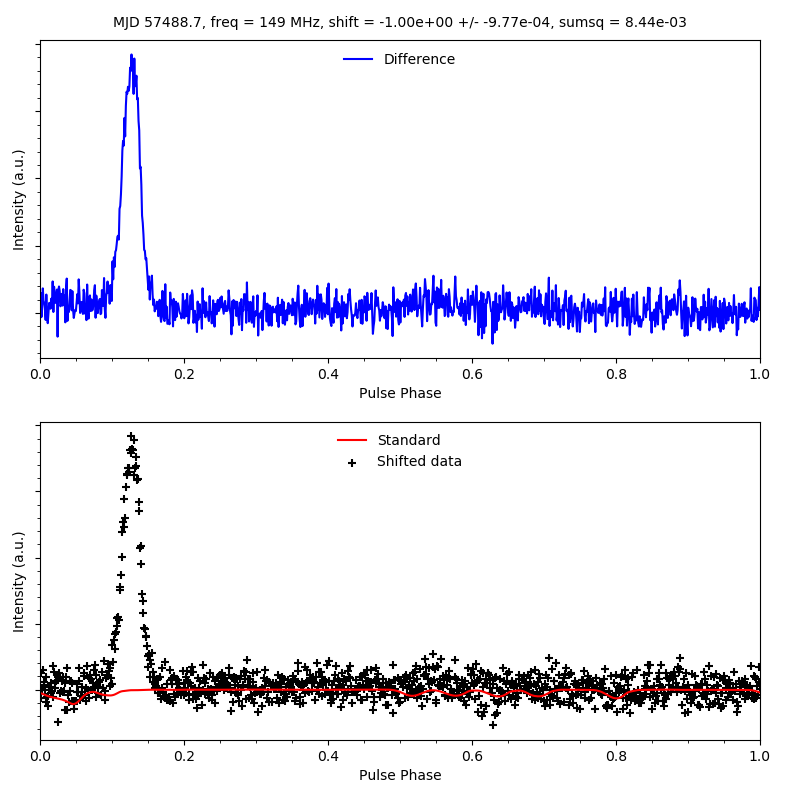 MJD 57488.7, freq = 149 MHz, shift = -1.00e+00 +/- -9.77e-04, sumsq = 8.44e-03
Difference
Intensity (a.u.)
0.0 0.2 0.4 0.6 0.8 1.0
Pulse Phase
Standard
Shifted data
Intensity (a.u.)
0.0 0.2 0.4 0.6 0.8 1.0
Pulse Phase